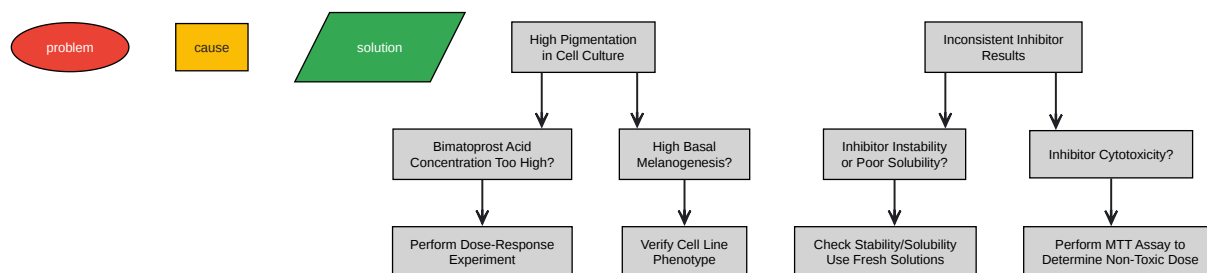 problem
cause
solution
High Pigmentation
in Cell Culture
Inconsistent Inhibitor
Results
Bimatoprost Acid
Concentration Too High?
High Basal
Melanogenesis?
Inhibitor Instability
or Poor Solubility?
Inhibitor Cytotoxicity?
Perform Dose-Response
Experiment
Verify Cell Line
Phenotype
Check Stability/Solubility
Use Fresh Solutions
Perform MTT Assay to
Determine Non-Toxic Dose